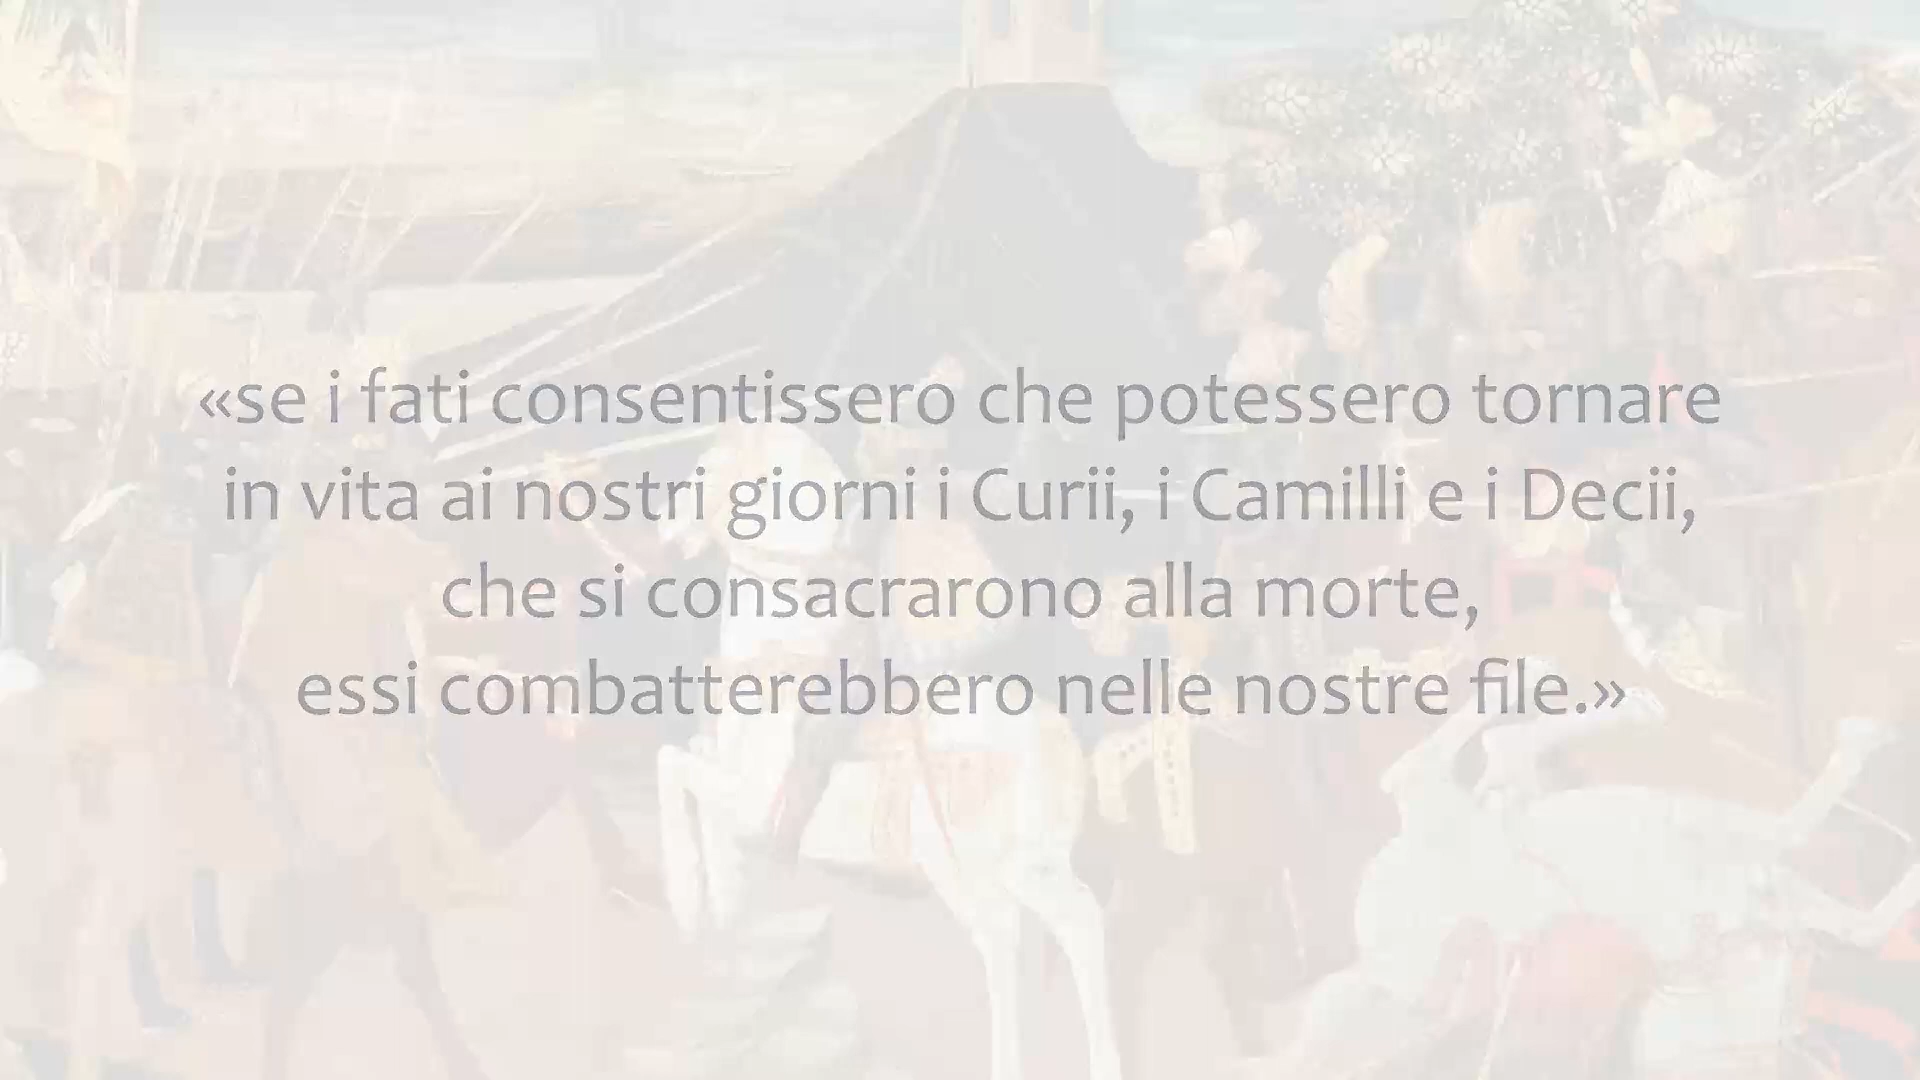 «se i fati consentissero che potessero tornare
in vita ai nostri giorni i Curii, i Camilli e i Decii,
che si consacrarono alla morte,
essi combatterebbero nelle nostre file.»